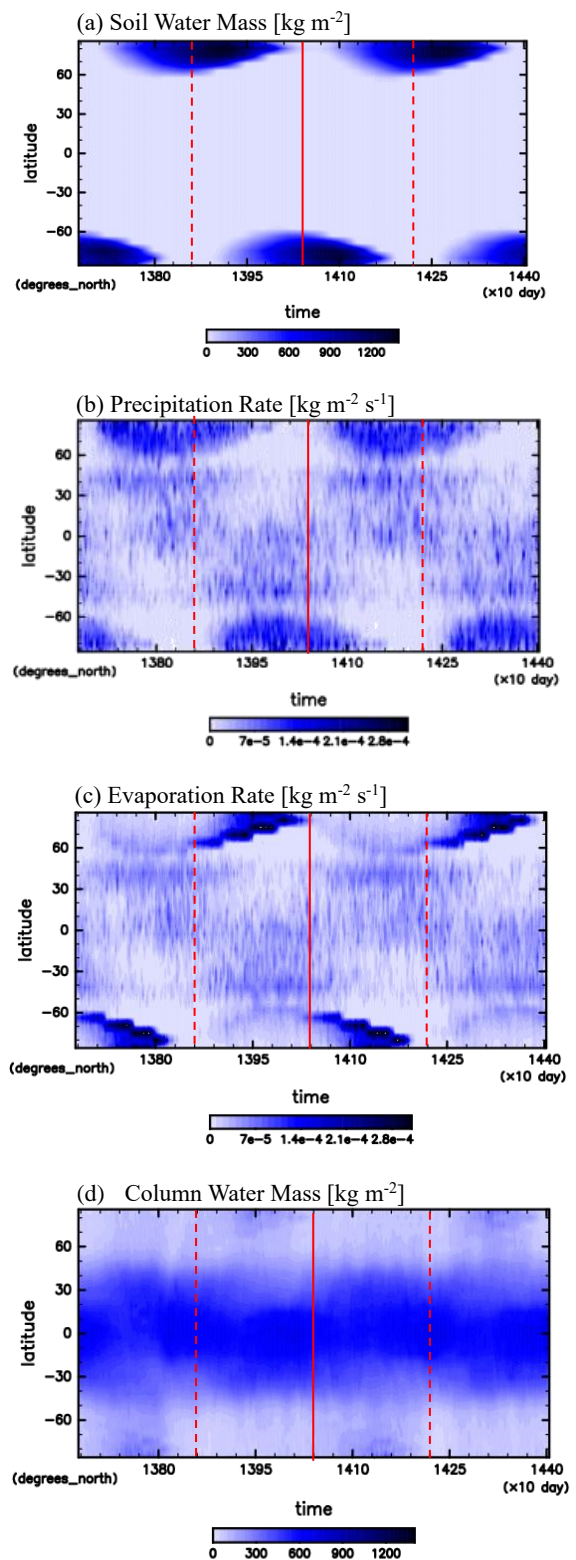 (a) Soil Water Mass [kg m-2]
latitude
60
30
0
−30
−60
1380 1395 1410 1425 1440
(degrees_north)
(×10 day)
time
0 300 600 900 1200
(b) Precipitation Rate [kg m-2 s-1]
latitude
60
30
0
−30
−60
1380 1395 1410 1425 1440
(degrees_north)
(×10 day)
time
0 7e−5 1.4e−4 2.1e−4 2.8e−4
(c) Evaporation Rate [kg m-2 s-1]
latitude
60
30
0
−30
−60
1380 1395 1410 1425 1440
(degrees_north)
(×10 day)
time
0 7e−5 1.4e−4 2.1e−4 2.8e−4
(d) Column Water Mass [kg m-2]
latitude
60
30
0
−30
−60
1380 1395 1410 1425 1440
(degrees_north)
(×10 day)
time
0 300 600 900 1200